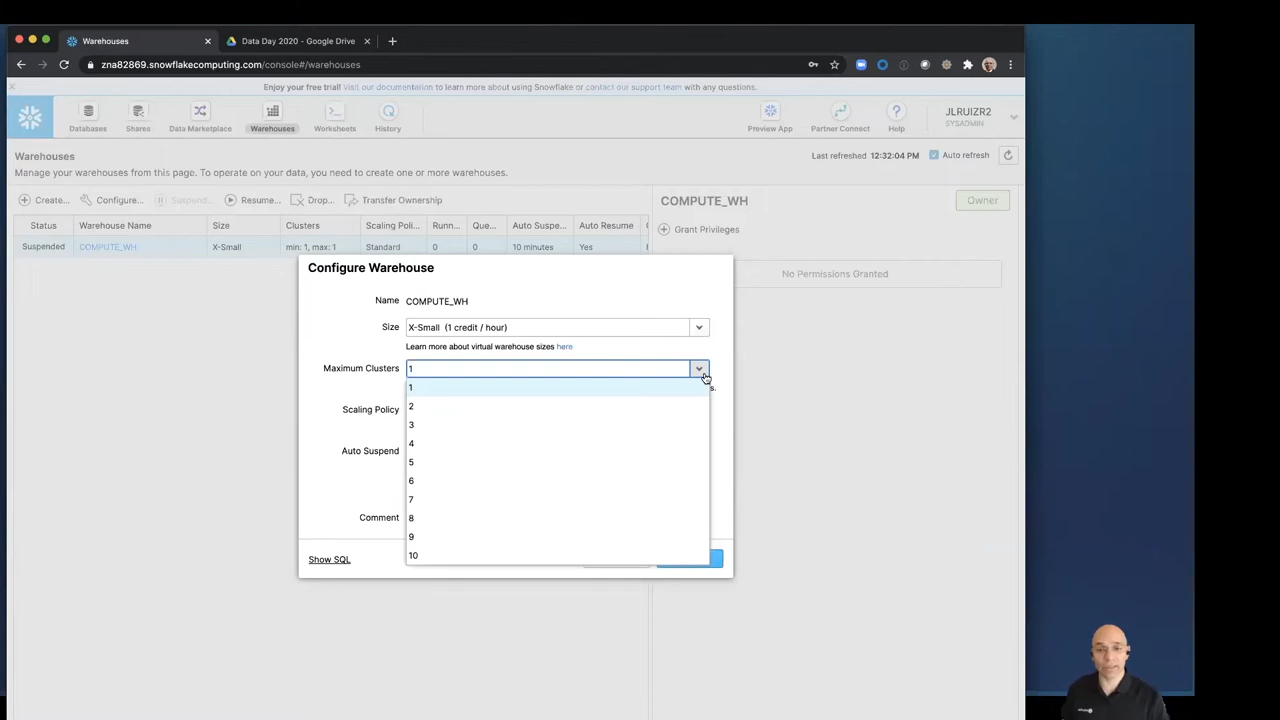 Warehouses
Data Day 2020 - Google Drive
zna82869.snowflakecomputing.com/console#/warehouses
Enjoy your free trial! Visit our documentation to learn more about using Snowflake or contact our support team with any questions.
Databases
Shares
Data Marketplace
Warehouses
Worksheets
History
Preview App
Partner Connect
Help
JLRUIZR2
SYSADMIN
Warehouses
Last refreshed 12:32:04 PM
Auto refresh
Manage your warehouses from this page. To operate on your data, you need to create one or more warehouses.
Create...
Configure...
Suspend...
Resume...
Drop...
Transfer Ownership
COMPUTE_WH
Owner
Status
Warehouse Name
Size
Clusters
Scaling Poli...
Runn...
Que...
Auto Suspe...
Auto Resume
Grant Privileges
Suspended
COMPUTE_WH
X-Small
min: 1, max: 1
Standard
0
0
10 minutes
Yes
No Permissions Granted
Configure Warehouse
Name COMPUTE_WH
Size X-Small (1 credit / hour)
Learn more about virtual warehouse sizes here
Maximum Clusters 1
1
s.
2
Scaling Policy
3
4
Auto Suspend
5
6
7
Comment
8
9
10
Show SQL